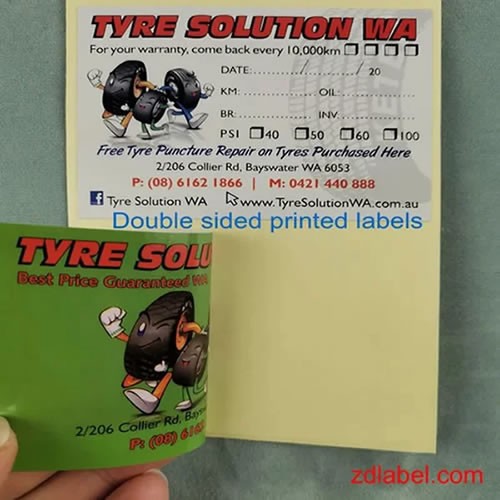 TYRE SOLUTION WA
For your warranty, come back every 10,000km
DATE:............/............/ 20
KM:.................... OIL....................
BR:.................... INV....................
PSI 40 50 60 100
Free Tyre Puncture Repair on Tyres Purchased Here
2/206 Collier Rd, Bayswater WA 6053
P: (08) 6162 1866 | M: 0421 440 888
f Tyre Solution WA www.TyreSolutionWA.com.au
Double sided printed labels
TYRE SOLU
Best Price Guaranteed WA
2/206 Collier Rd, Bay
P: (08) 6
zdlabel.com